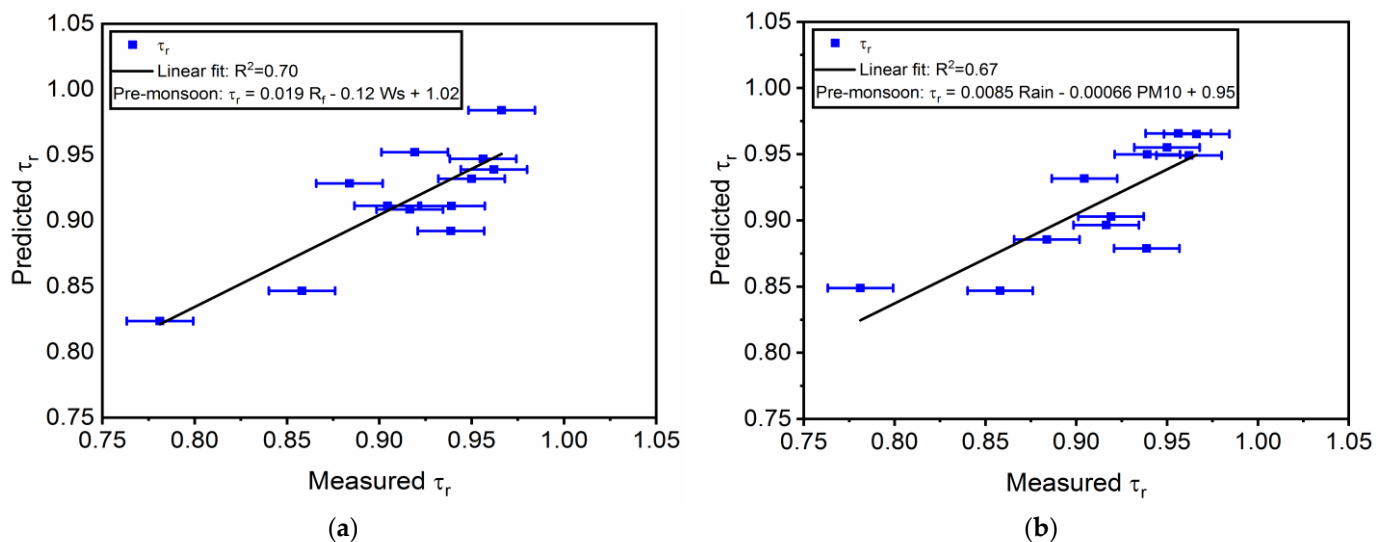 1.05
1.00
0.95
0.90
0.85
0.80
0.75
Predicted τr
τr
Linear fit: R²=0.70
Pre-monsoon: τr = 0.019 Rf - 0.12 Ws + 1.02
0.75 0.80 0.85 0.90 0.95 1.00 1.05
Measured τr
(a)
1.05
1.00
0.95
0.90
0.85
0.80
0.75
Predicted τr
τr
Linear fit: R²=0.67
Pre-monsoon: τr = 0.0085 Rain - 0.00066 PM10 + 0.95
0.75 0.80 0.85 0.90 0.95 1.00 1.05
Measured τr
(b)